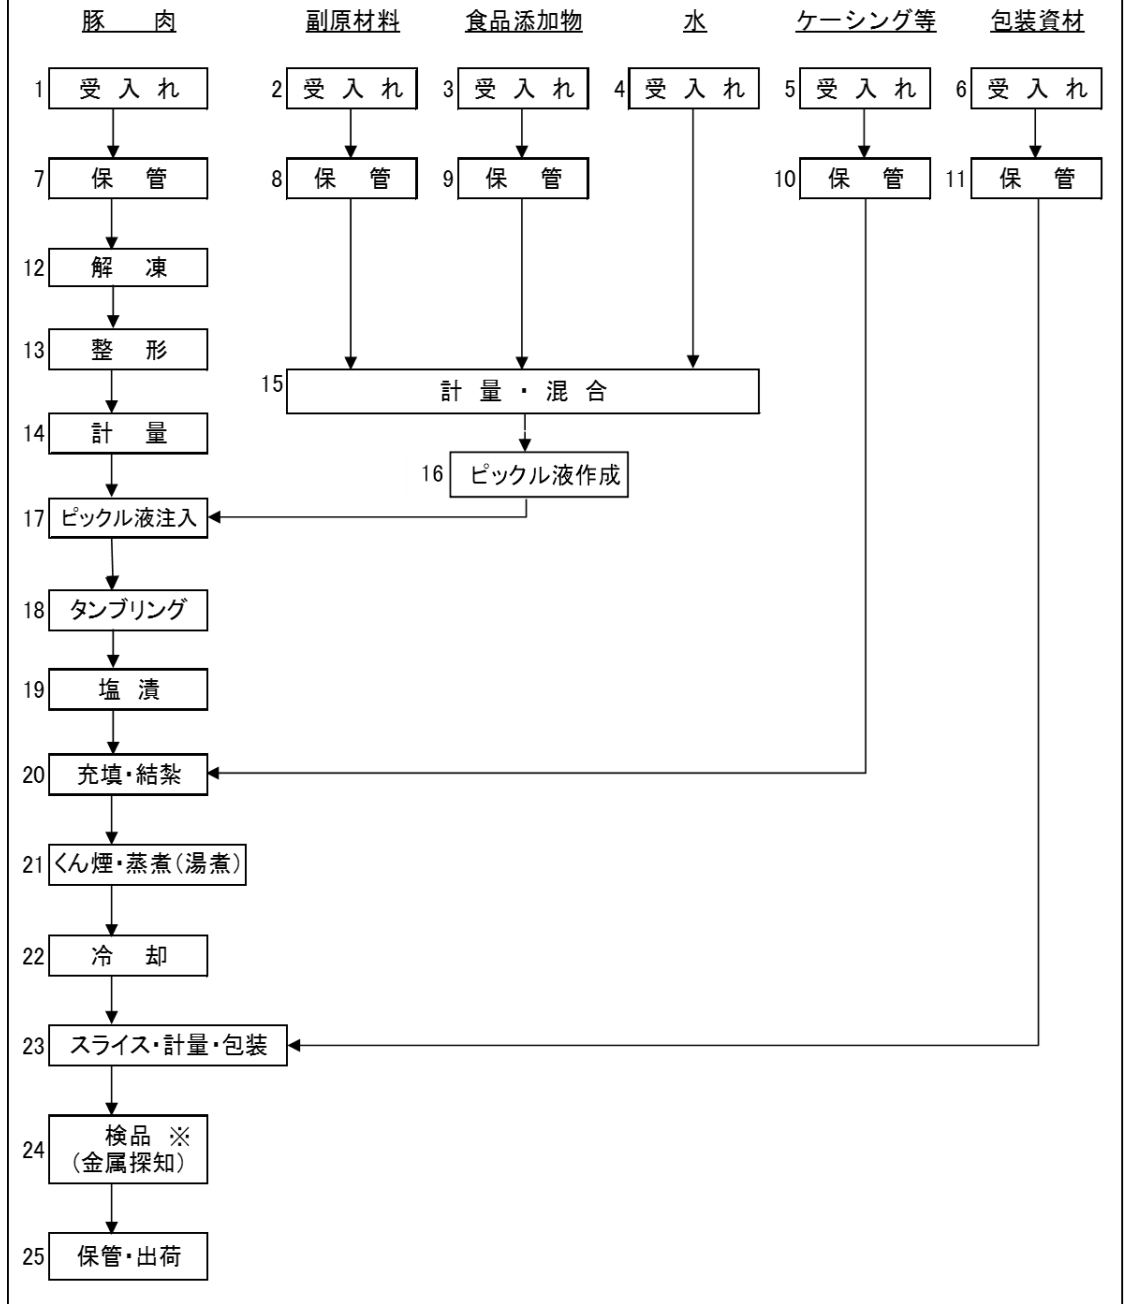 豚　肉　副原材料　食品添加物　水　ケーシング等　包装資材
1 受入れ　2 受入れ　3 受入れ　4 受入れ　5 受入れ　6 受入れ
7 保管　8 保管　9 保管　10 保管　11 保管
12 解凍
13 整形
15 計量・混合
14 計量
16 ピックル液作成
17 ピックル液注入
18 タンブリング
19 塩漬
20 充填・結紮
21 くん煙・蒸煮(湯煮)
22 冷却
23 スライス・計量・包装
24 検品 ※
(金属探知)
25 保管・出荷